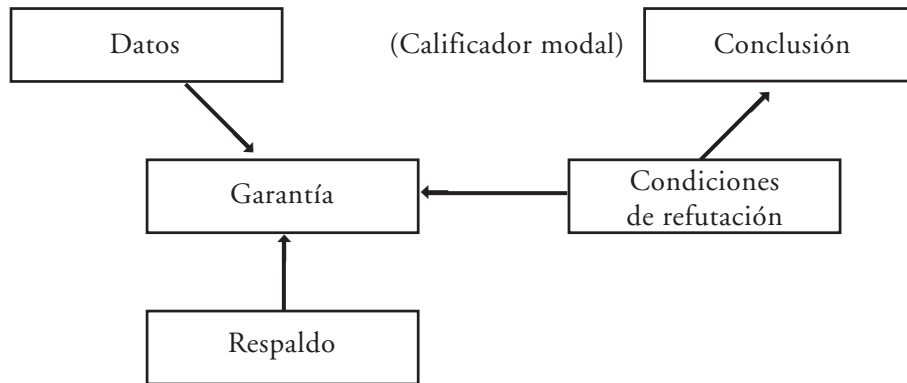 Datos
(Calificador modal)
Conclusión
Garantía
Condiciones
de refutación
Respaldo